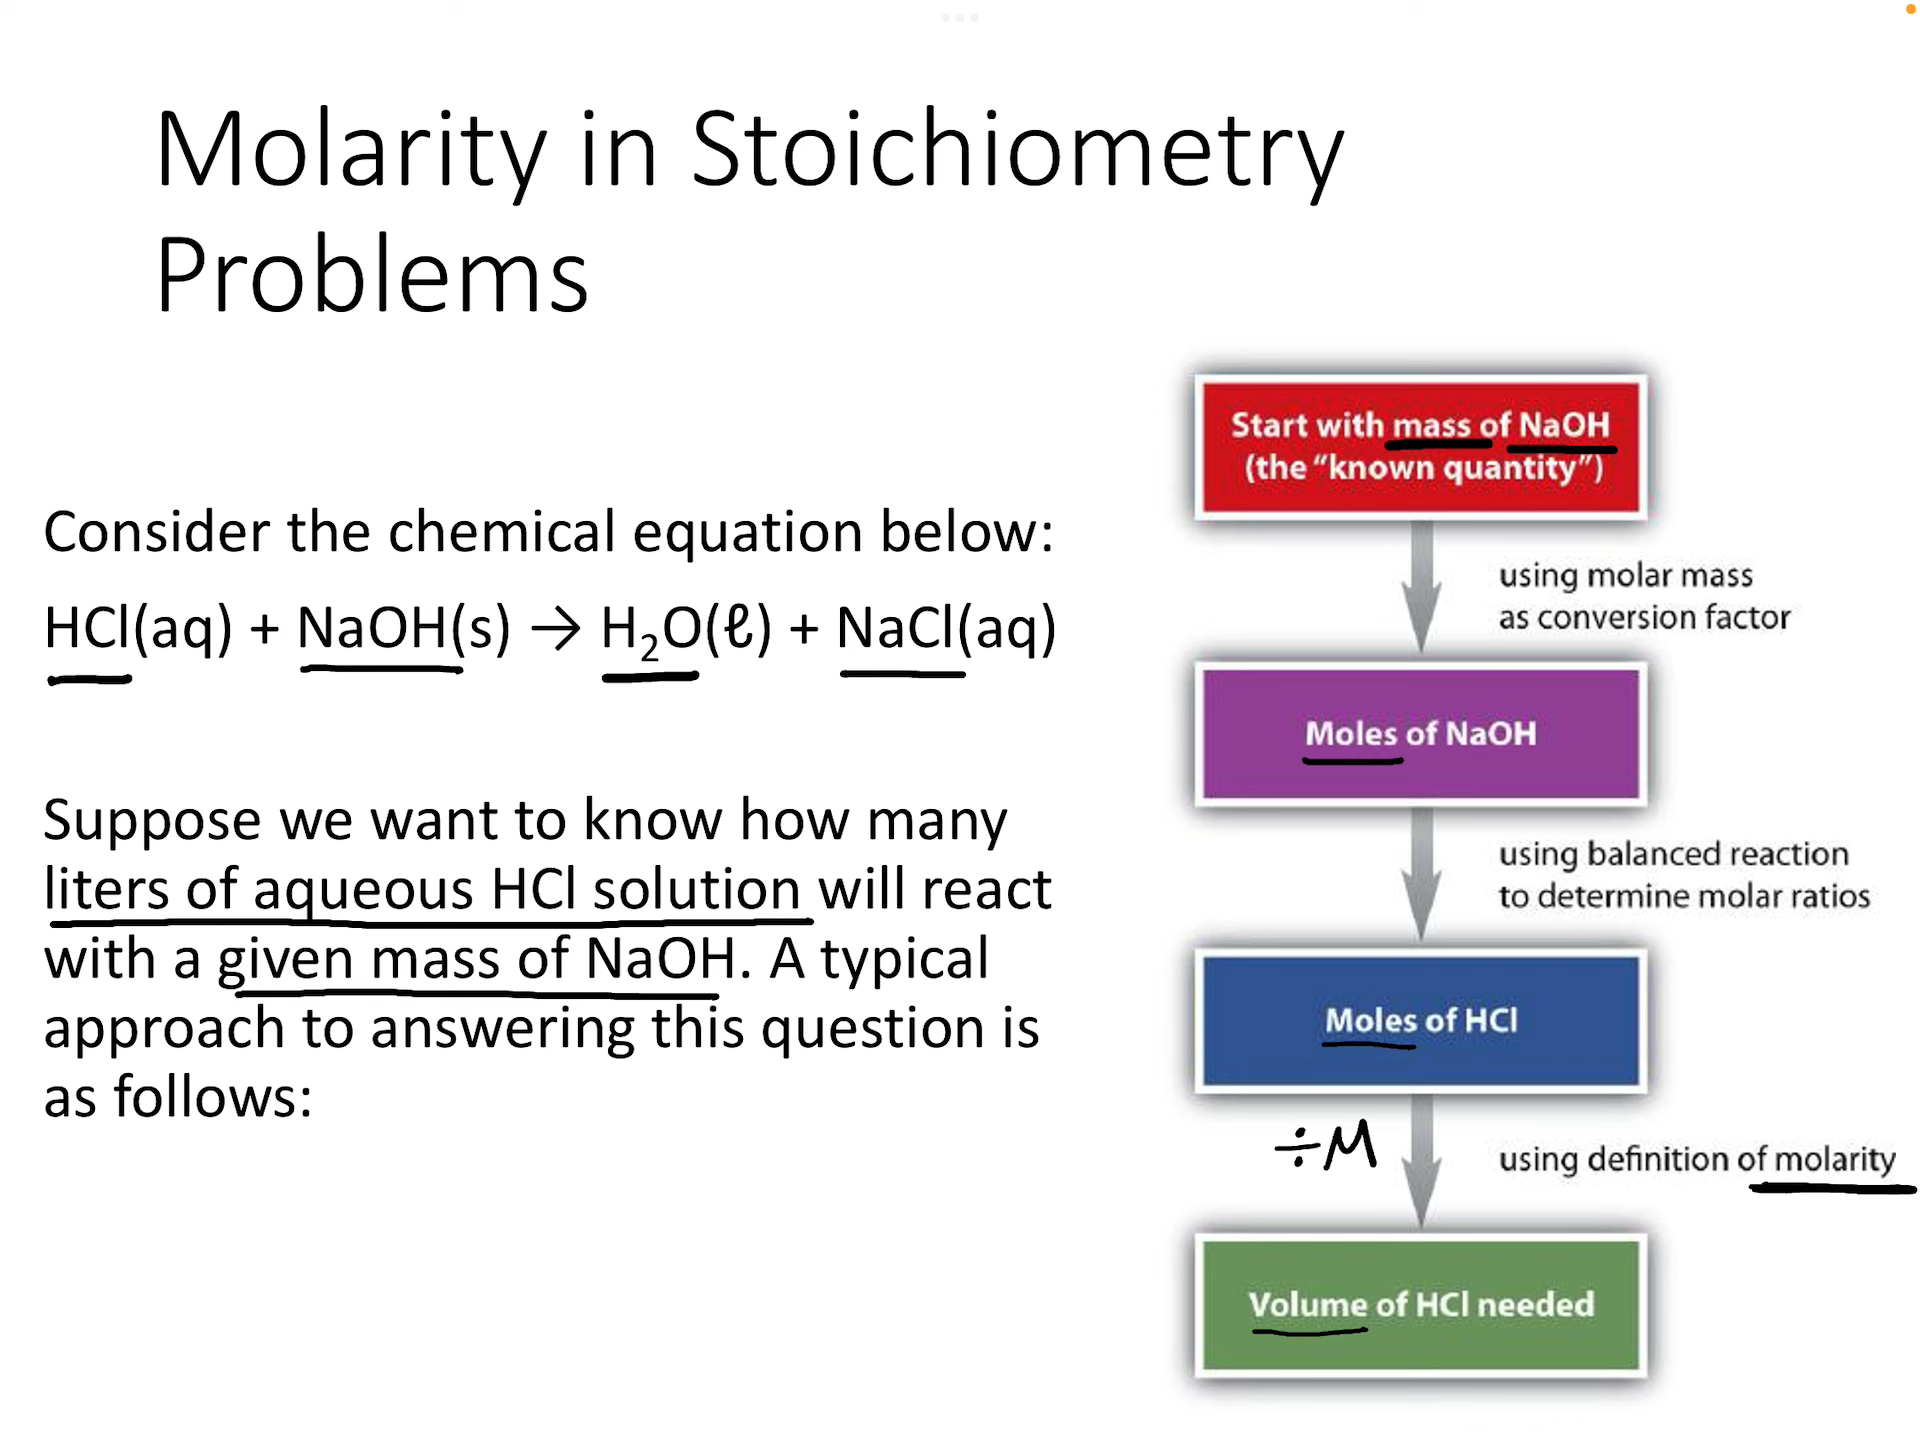 Molarity in Stoichiometry
Problems
Consider the chemical equation below:
HCl(aq) + NaOH(s) → H₂O(ℓ) + NaCl(aq)
Suppose we want to know how many
liters of aqueous HCl solution will react
with a given mass of NaOH. A typical
approach to answering this question is
as follows:
Start with mass of NaOH
(the “known quantity”)
using molar mass
as conversion factor
Moles of NaOH
using balanced reaction
to determine molar ratios
Moles of HCl
÷M
using definition of molarity
Volume of HCl needed